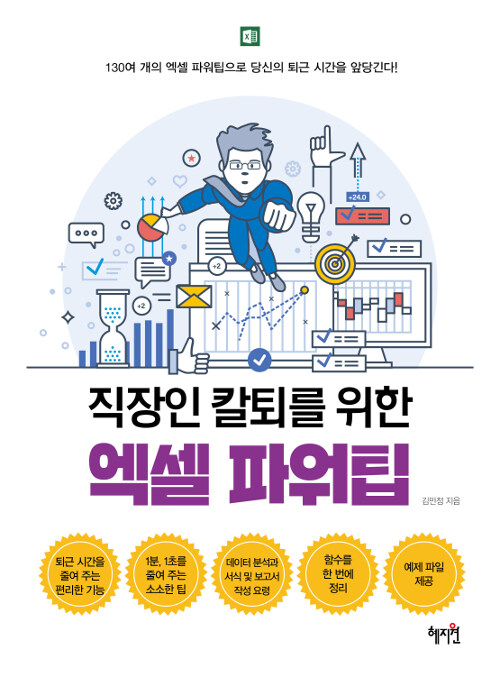 130여 개의 엑셀 파워팁으로 당신의 퇴근 시간을 앞당긴다!
+24.0
+2
+2
직장인 칼퇴를 위한
엑셀 파워팁
김민정 지음
퇴근 시간을
줄여 주는
편리한 기능
1분, 1초를
줄여 주는
소소한 팁
데이터 분석과
서식 및 보고서
작성 요령
함수를
한 번에
정리
예제 파일
제공
혜지원